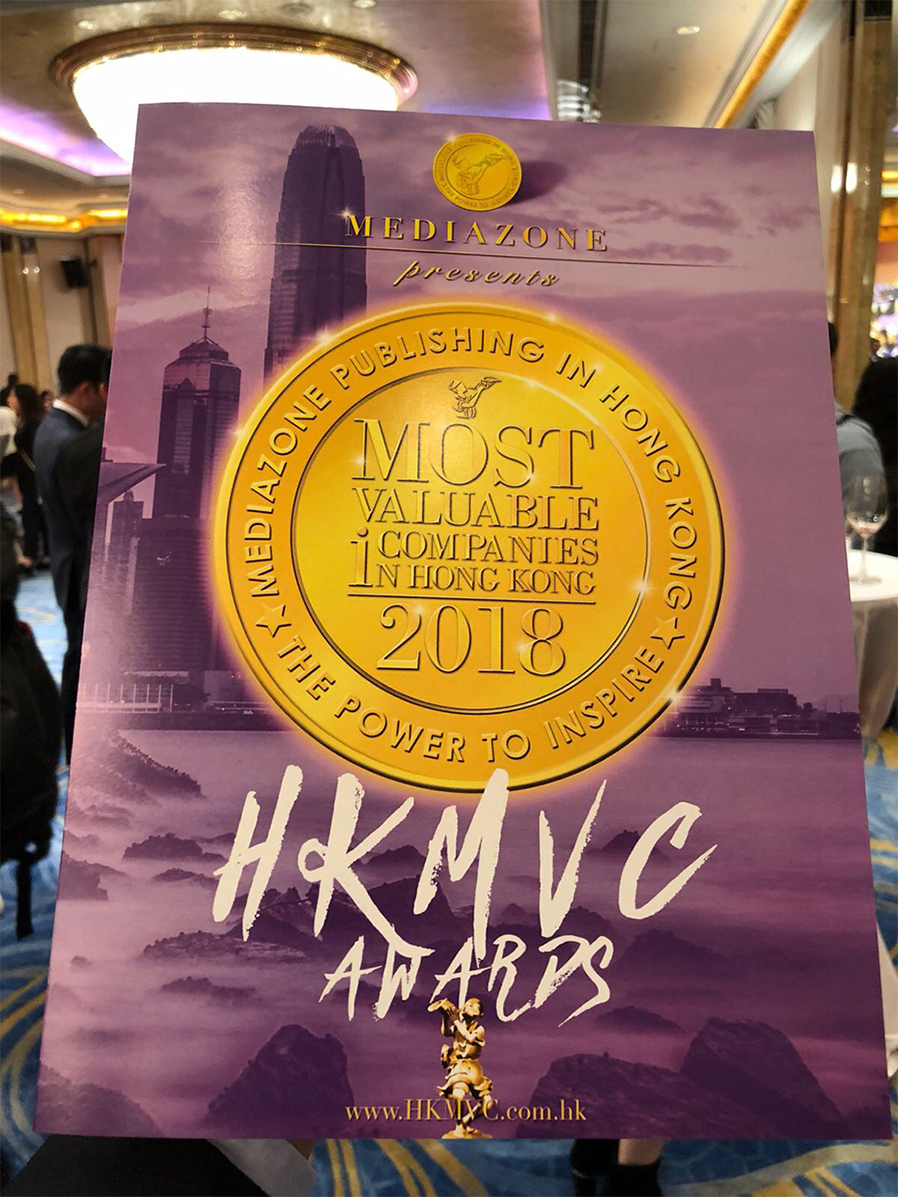 MEDIAZONE
presents
MEDIAZONE PUBLISHING IN HONG KONG
MOST
VALUABLE
COMPANIES
iN HONG KONG
2018
THE POWER TO INSPIRE
HKMVC
AWARDS
www.HKMVC.com.hk